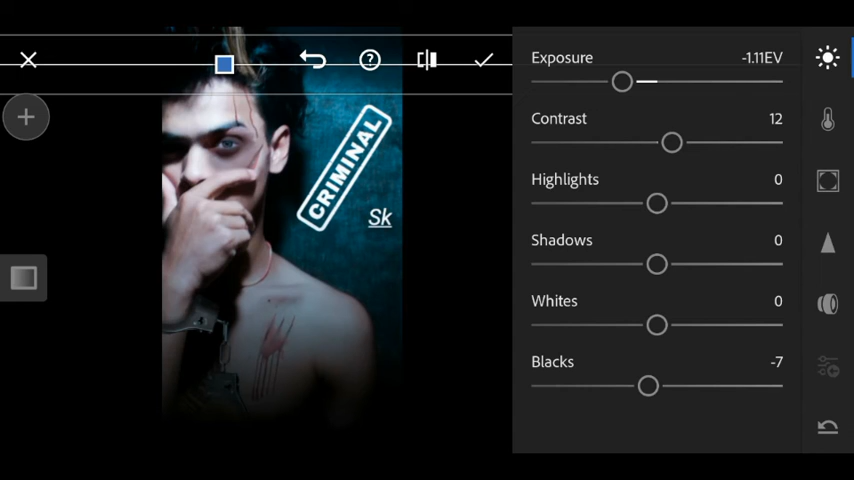 Exposure -1.11EV
Contrast 12
Highlights 0
Shadows 0
Whites 0
Blacks -7
CRIMINAL
Sk